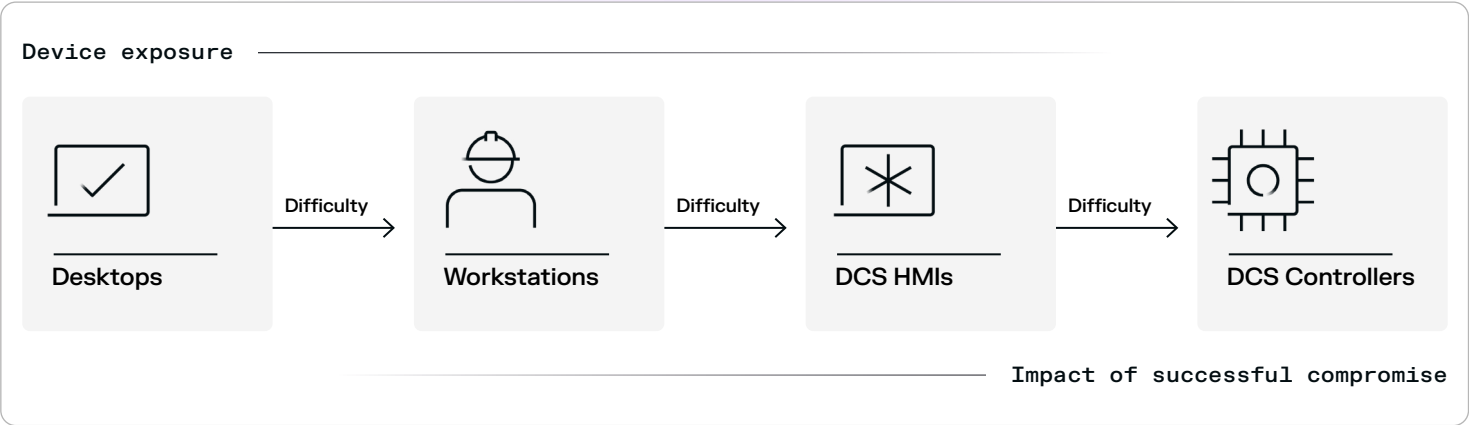 Device exposure
Difficulty
Difficulty
Difficulty
Desktops
Workstations
DCS HMIs
DCS Controllers
Impact of successful compromise